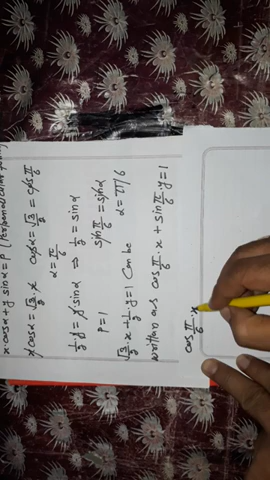 x cosα + y sinα = P (Perpendicular form)
x cosα = √3/2 x cosα = √3/2 = cos π/6
α = π/6
1/2 y = y sinα ⇒ 1/2 = sinα
sin π/6 = sinα
P = 1 α = π/6
√3/2 x + 1/2 y = 1 Can be
written as cos π/6 · x + sin π/6 · y = 1
cos π/6 · x